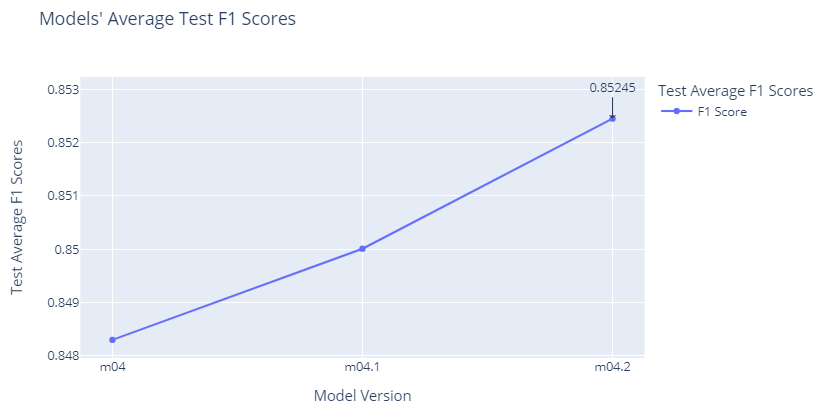 Models' Average Test F1 Scores
0.85245
Test Average F1 Scores
F1 Score
Test Average F1 Scores
0.853
0.852
0.851
0.85
0.849
0.848
m04
m04.1
m04.2
Model Version